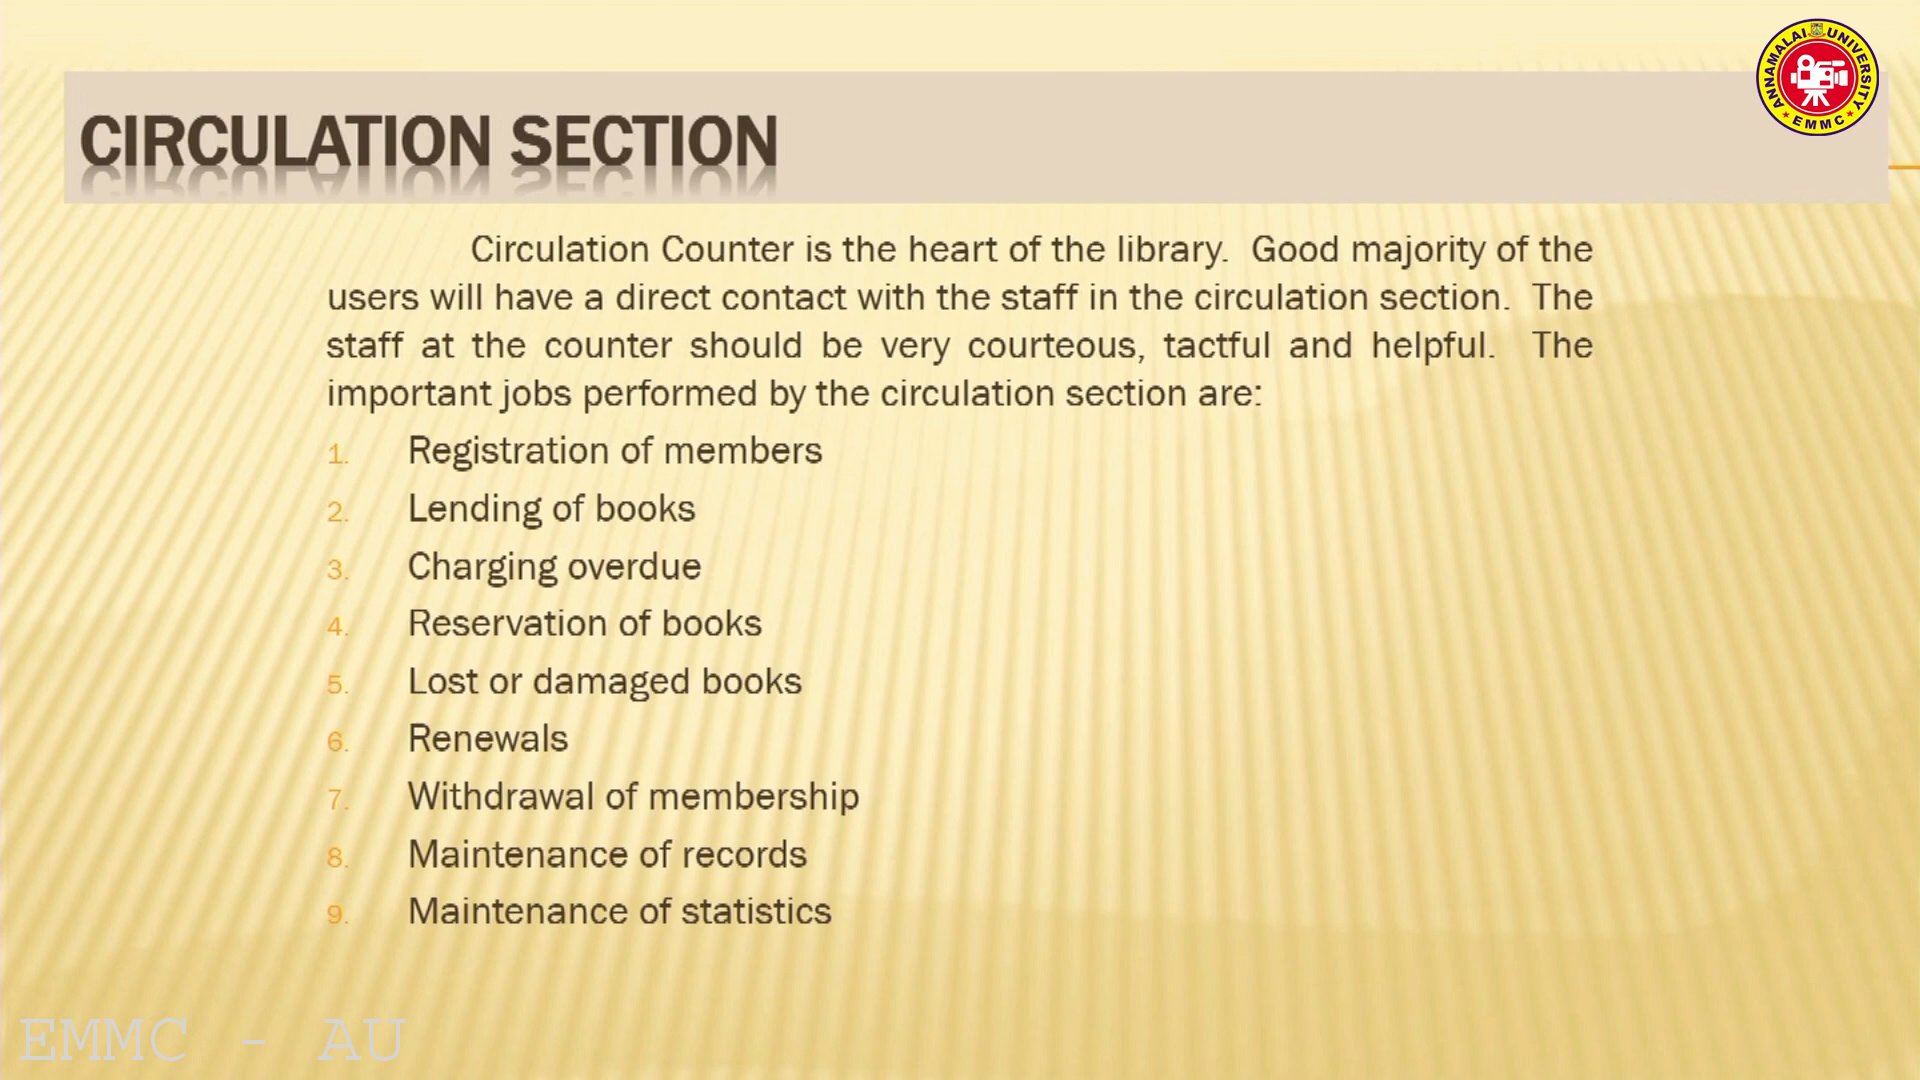 ANNAMALAI UNIVERSITY
EMMC
CIRCULATION SECTION
Circulation Counter is the heart of the library. Good majority of the
users will have a direct contact with the staff in the circulation section. The
staff at the counter should be very courteous, tactful and helpful. The
important jobs performed by the circulation section are:
1. Registration of members
2. Lending of books
3. Charging overdue
4. Reservation of books
5. Lost or damaged books
6. Renewals
7. Withdrawal of membership
8. Maintenance of records
9. Maintenance of statistics
EMMC - AU